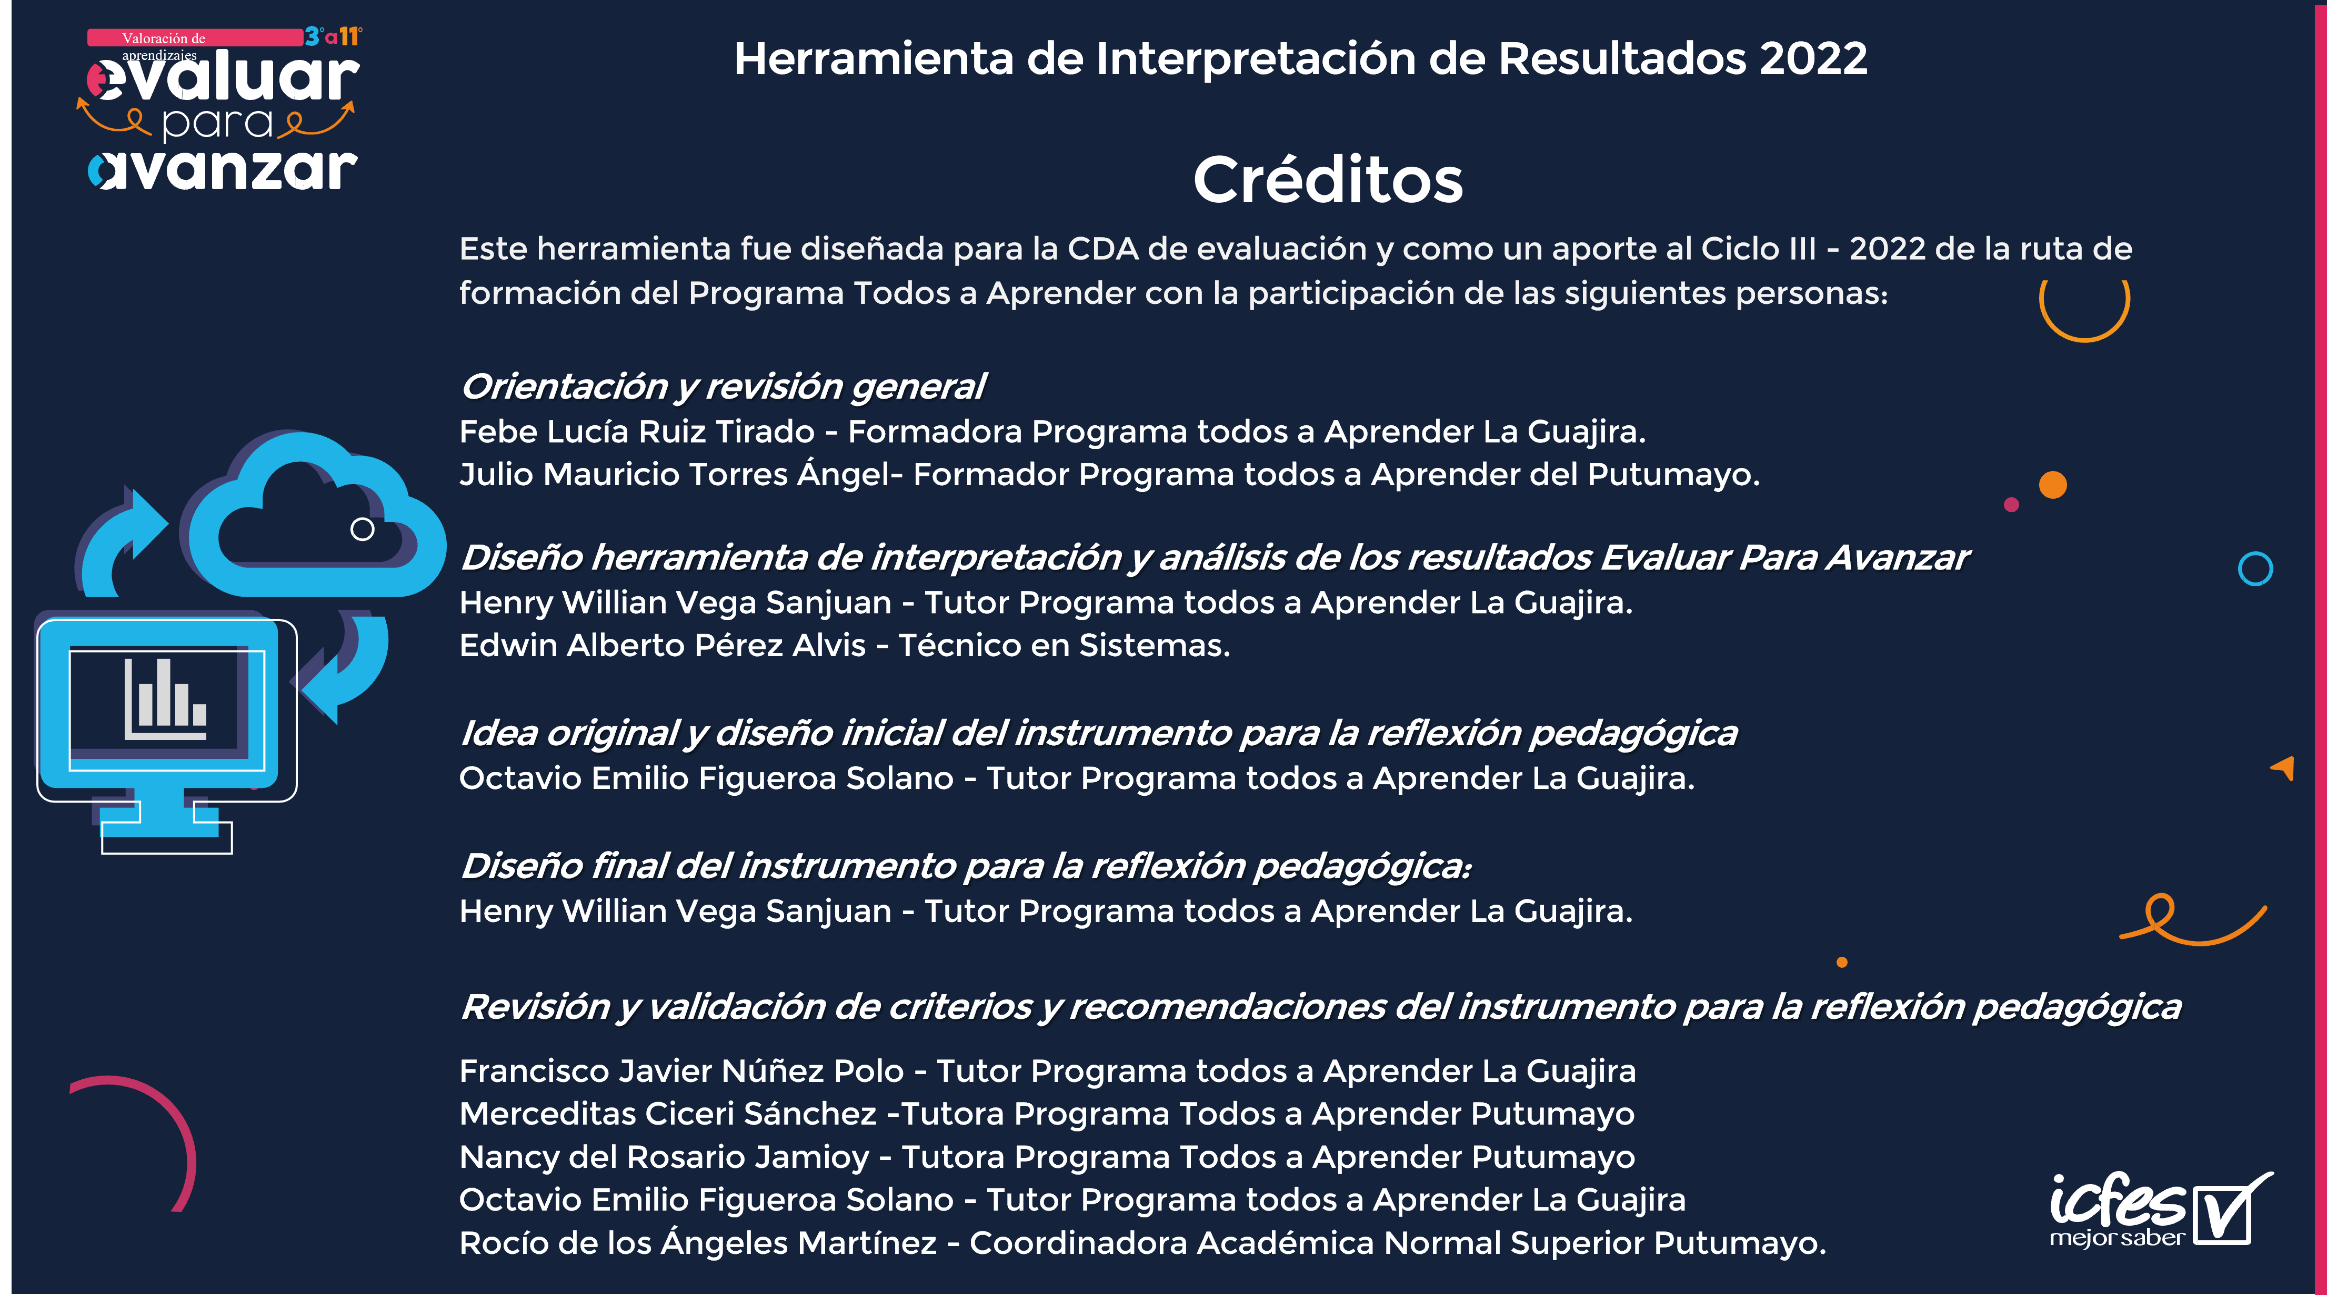 Valoración de
aprendizajes
3° a 11°
evaluar
para
avanzar
Herramienta de Interpretación de Resultados 2022
Créditos
Este herramienta fue diseñada para la CDA de evaluación y como un aporte al Ciclo III - 2022 de la ruta de
formación del Programa Todos a Aprender con la participación de las siguientes personas:
Orientación y revisión general
Febe Lucía Ruiz Tirado - Formadora Programa todos a Aprender La Guajira.
Julio Mauricio Torres Ángel- Formador Programa todos a Aprender del Putumayo.
Diseño herramienta de interpretación y análisis de los resultados Evaluar Para Avanzar
Henry Willian Vega Sanjuan - Tutor Programa todos a Aprender La Guajira.
Edwin Alberto Pérez Alvis - Técnico en Sistemas.
Idea original y diseño inicial del instrumento para la reflexión pedagógica
Octavio Emilio Figueroa Solano - Tutor Programa todos a Aprender La Guajira.
Diseño final del instrumento para la reflexión pedagógica:
Henry Willian Vega Sanjuan - Tutor Programa todos a Aprender La Guajira.
Revisión y validación de criterios y recomendaciones del instrumento para la reflexión pedagógica
Francisco Javier Núñez Polo - Tutor Programa todos a Aprender La Guajira
Merceditas Ciceri Sánchez -Tutora Programa Todos a Aprender Putumayo
Nancy del Rosario Jamioy - Tutora Programa Todos a Aprender Putumayo
Octavio Emilio Figueroa Solano - Tutor Programa todos a Aprender La Guajira
Rocío de los Ángeles Martínez - Coordinadora Académica Normal Superior Putumayo.
icfes
mejor saber